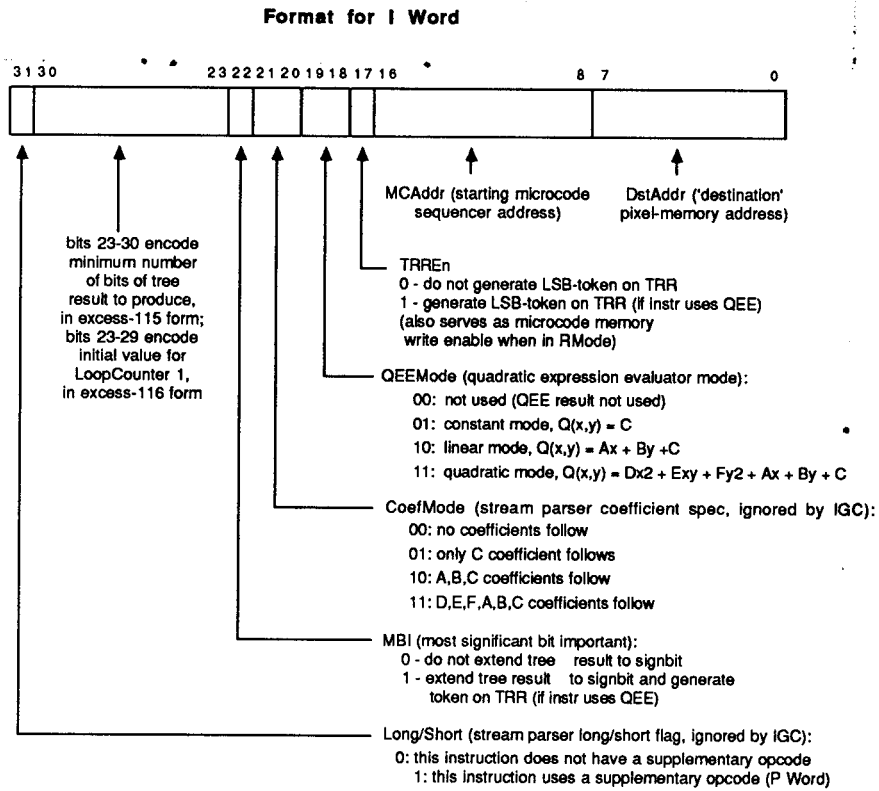 Format for I Word
31 30 23 22 21 20 19 18 17 16 8 7 0
MCAddr (starting microcode
sequencer address)
DstAddr ('destination'
pixel-memory address)
bits 23-30 encode
minimum number
of bits of tree
result to produce,
in excess-115 form;
bits 23-29 encode
initial value for
LoopCounter 1,
in excess-116 form
TRREn
0 - do not generate LSB-token on TRR
1 - generate LSB-token on TRR (if instr uses QEE)
(also serves as microcode memory
write enable when in RMode)
QEEMode (quadratic expression evaluator mode):
00: not used (QEE result not used)
01: constant mode, Q(x,y) = C
10: linear mode, Q(x,y) = Ax + By +C
11: quadratic mode, Q(x,y) = Dx2 + Exy + Fy2 + Ax + By + C
CoefMode (stream parser coefficient spec, ignored by IGC):
00: no coefficients follow
01: only C coefficient follows
10: A,B,C coefficients follow
11: D,E,F,A,B,C coefficients follow
MBI (most significant bit important):
0 - do not extend tree result to signbit
1 - extend tree result to signbit and generate
token on TRR (if instr uses QEE)
Long/Short (stream parser long/short flag, ignored by IGC):
0: this instruction does not have a supplementary opcode
1: this instruction uses a supplementary opcode (P Word)